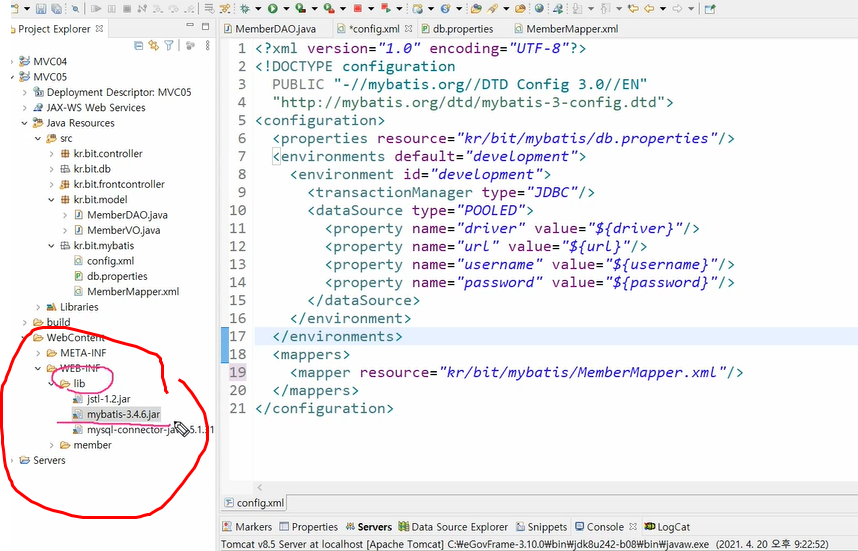 MemberDAO.java
*config.xml
db.properties
MemberMapper.xml
Project Explorer
MVC04
MVC05
Deployment Descriptor: MVC05
JAX-WS Web Services
Java Resources
src
kr.bit.controller
kr.bit.db
kr.bit.frontcontroller
kr.bit.model
MemberDAO.java
MemberVO.java
kr.bit.mybatis
config.xml
db.properties
MemberMapper.xml
Libraries
build
WebContent
META-INF
WEB-INF
lib
jstl-1.2.jar
mybatis-3.4.6.jar
mysql-connector-java-5.1.31
member
Servers
1 <?xml version="1.0" encoding="UTF-8"?>
2 <!DOCTYPE configuration
3 PUBLIC "-//mybatis.org//DTD Config 3.0//EN"
4 "http://mybatis.org/dtd/mybatis-3-config.dtd">
5 <configuration>
6 <properties resource="kr/bit/mybatis/db.properties"/>
7 <environments default="development">
8 <environment id="development">
9 <transactionManager type="JDBC"/>
10 <dataSource type="POOLED">
11 <property name="driver" value="${driver}"/>
12 <property name="url" value="${url}"/>
13 <property name="username" value="${username}"/>
14 <property name="password" value="${password}"/>
15 </dataSource>
16 </environment>
17 </environments>
18 <mappers>
19 <mapper resource="kr/bit/mybatis/MemberMapper.xml"/>
20 </mappers>
21 </configuration>
config.xml
Markers
Properties
Servers
Data Source Explorer
Snippets
Console
LogCat
Tomcat v8.5 Server at localhost [Apache Tomcat] C:₩eGovFrame-3.10.0₩bin₩jdk8u242-b08₩bin₩javaw.exe (2021. 4. 20 오후 9:22:52)